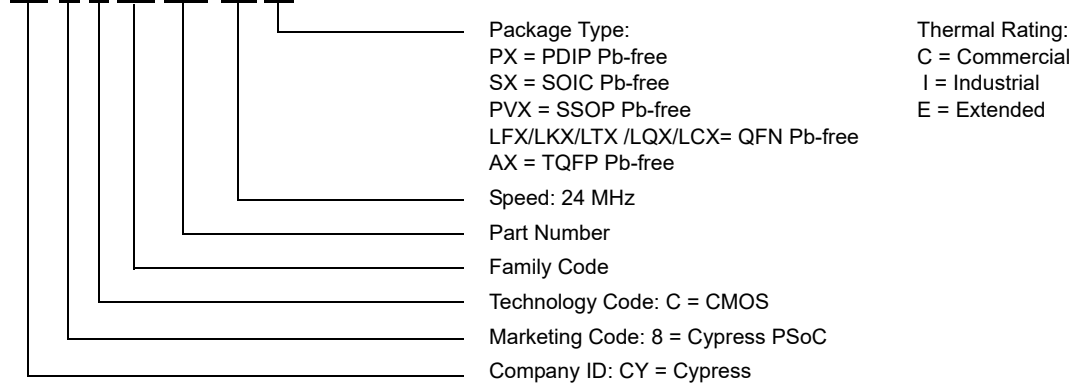 Package Type:
PX = PDIP Pb-free
SX = SOIC Pb-free
PVX = SSOP Pb-free
LFX/LKX/LTX /LQX/LCX= QFN Pb-free
AX = TQFP Pb-free
Thermal Rating:
C = Commercial
I = Industrial
E = Extended
Speed: 24 MHz
Part Number
Family Code
Technology Code: C = CMOS
Marketing Code: 8 = Cypress PSoC
Company ID: CY = Cypress